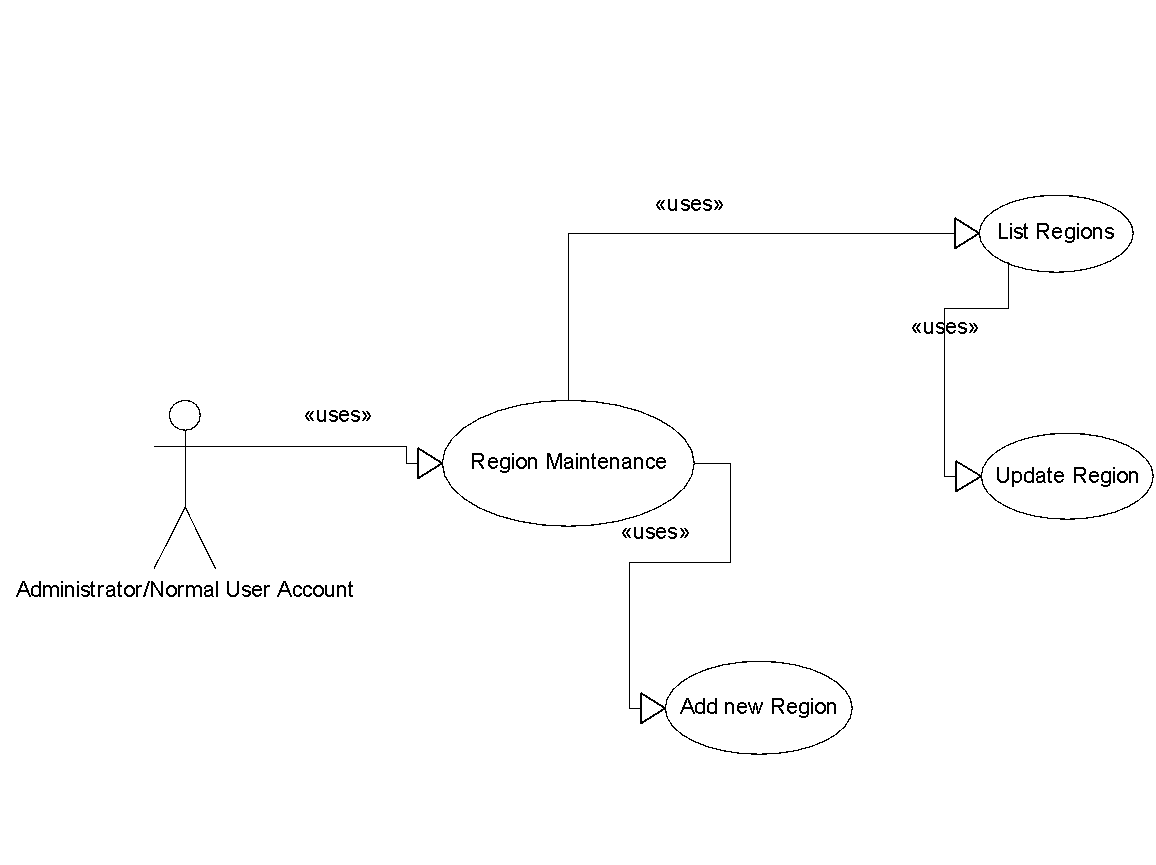 «uses»
List Regions
«uses»
«uses»
Region Maintenance
Update Region
«uses»
Administrator/Normal User Account
Add new Region